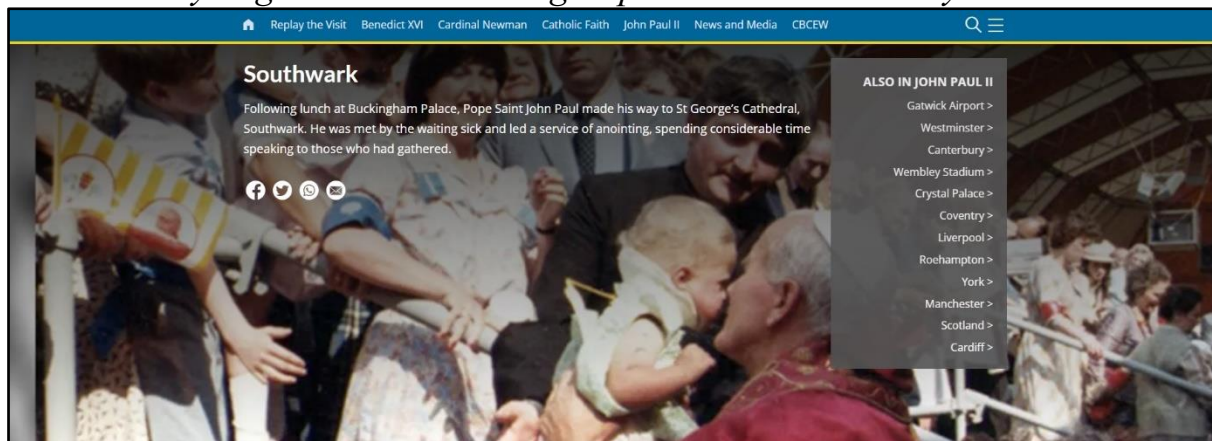 Replay the Visit Benedict XVI Cardinal Newman Catholic Faith John Paul II News and Media CBCEW
Southwark
Following lunch at Buckingham Palace, Pope Saint John Paul made his way to St George's Cathedral,
Southwark. He was met by the waiting sick and led a service of anointing, spending considerable time
speaking to those who had gathered.
ALSO IN JOHN PAUL II
Gatwick Airport >
Westminster >
Canterbury >
Wembley Stadium >
Crystal Palace >
Coventry >
Liverpool >
Roehampton >
York >
Manchester >
Scotland >
Cardiff >